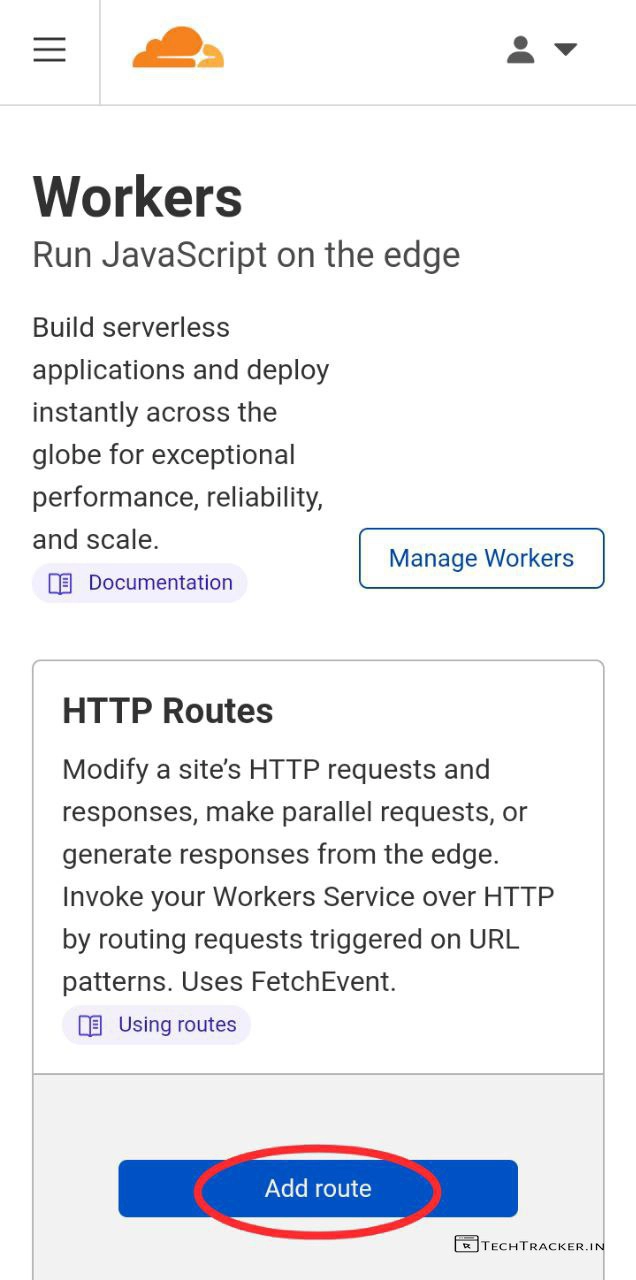 Workers
Run JavaScript on the edge
Build serverless
applications and deploy
instantly across the
globe for exceptional
performance, reliability,
and scale.
Documentation
Manage Workers
HTTP Routes
Modify a site’s HTTP requests and
responses, make parallel requests, or
generate responses from the edge.
Invoke your Workers Service over HTTP
by routing requests triggered on URL
patterns. Uses FetchEvent.
Using routes
Add route
TECHTRACKER.IN